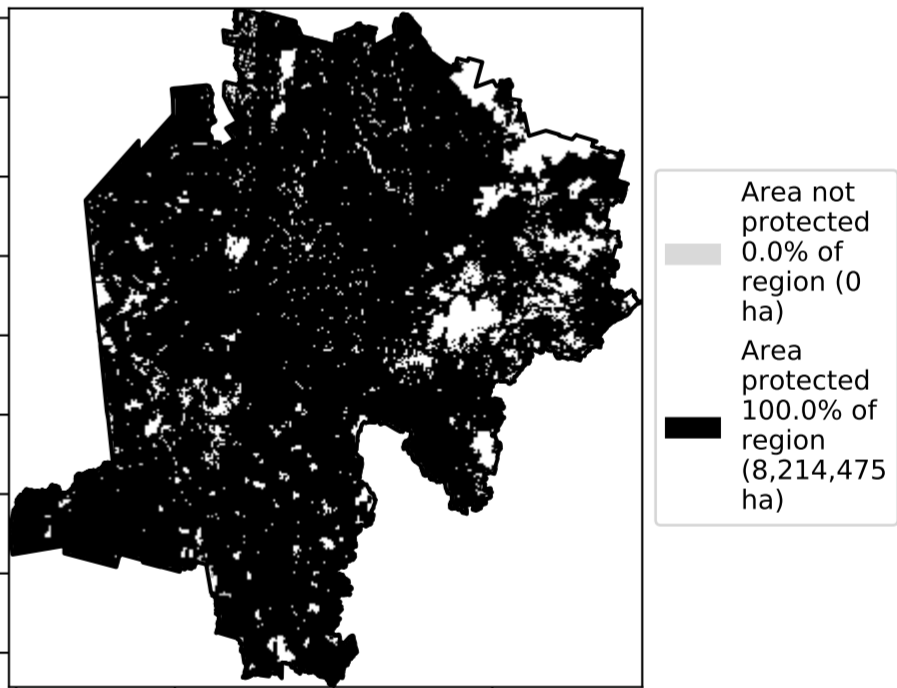 Area not
protected
0.0% of
region (0
ha)
Area
protected
100.0% of
region
(8,214,475
ha)